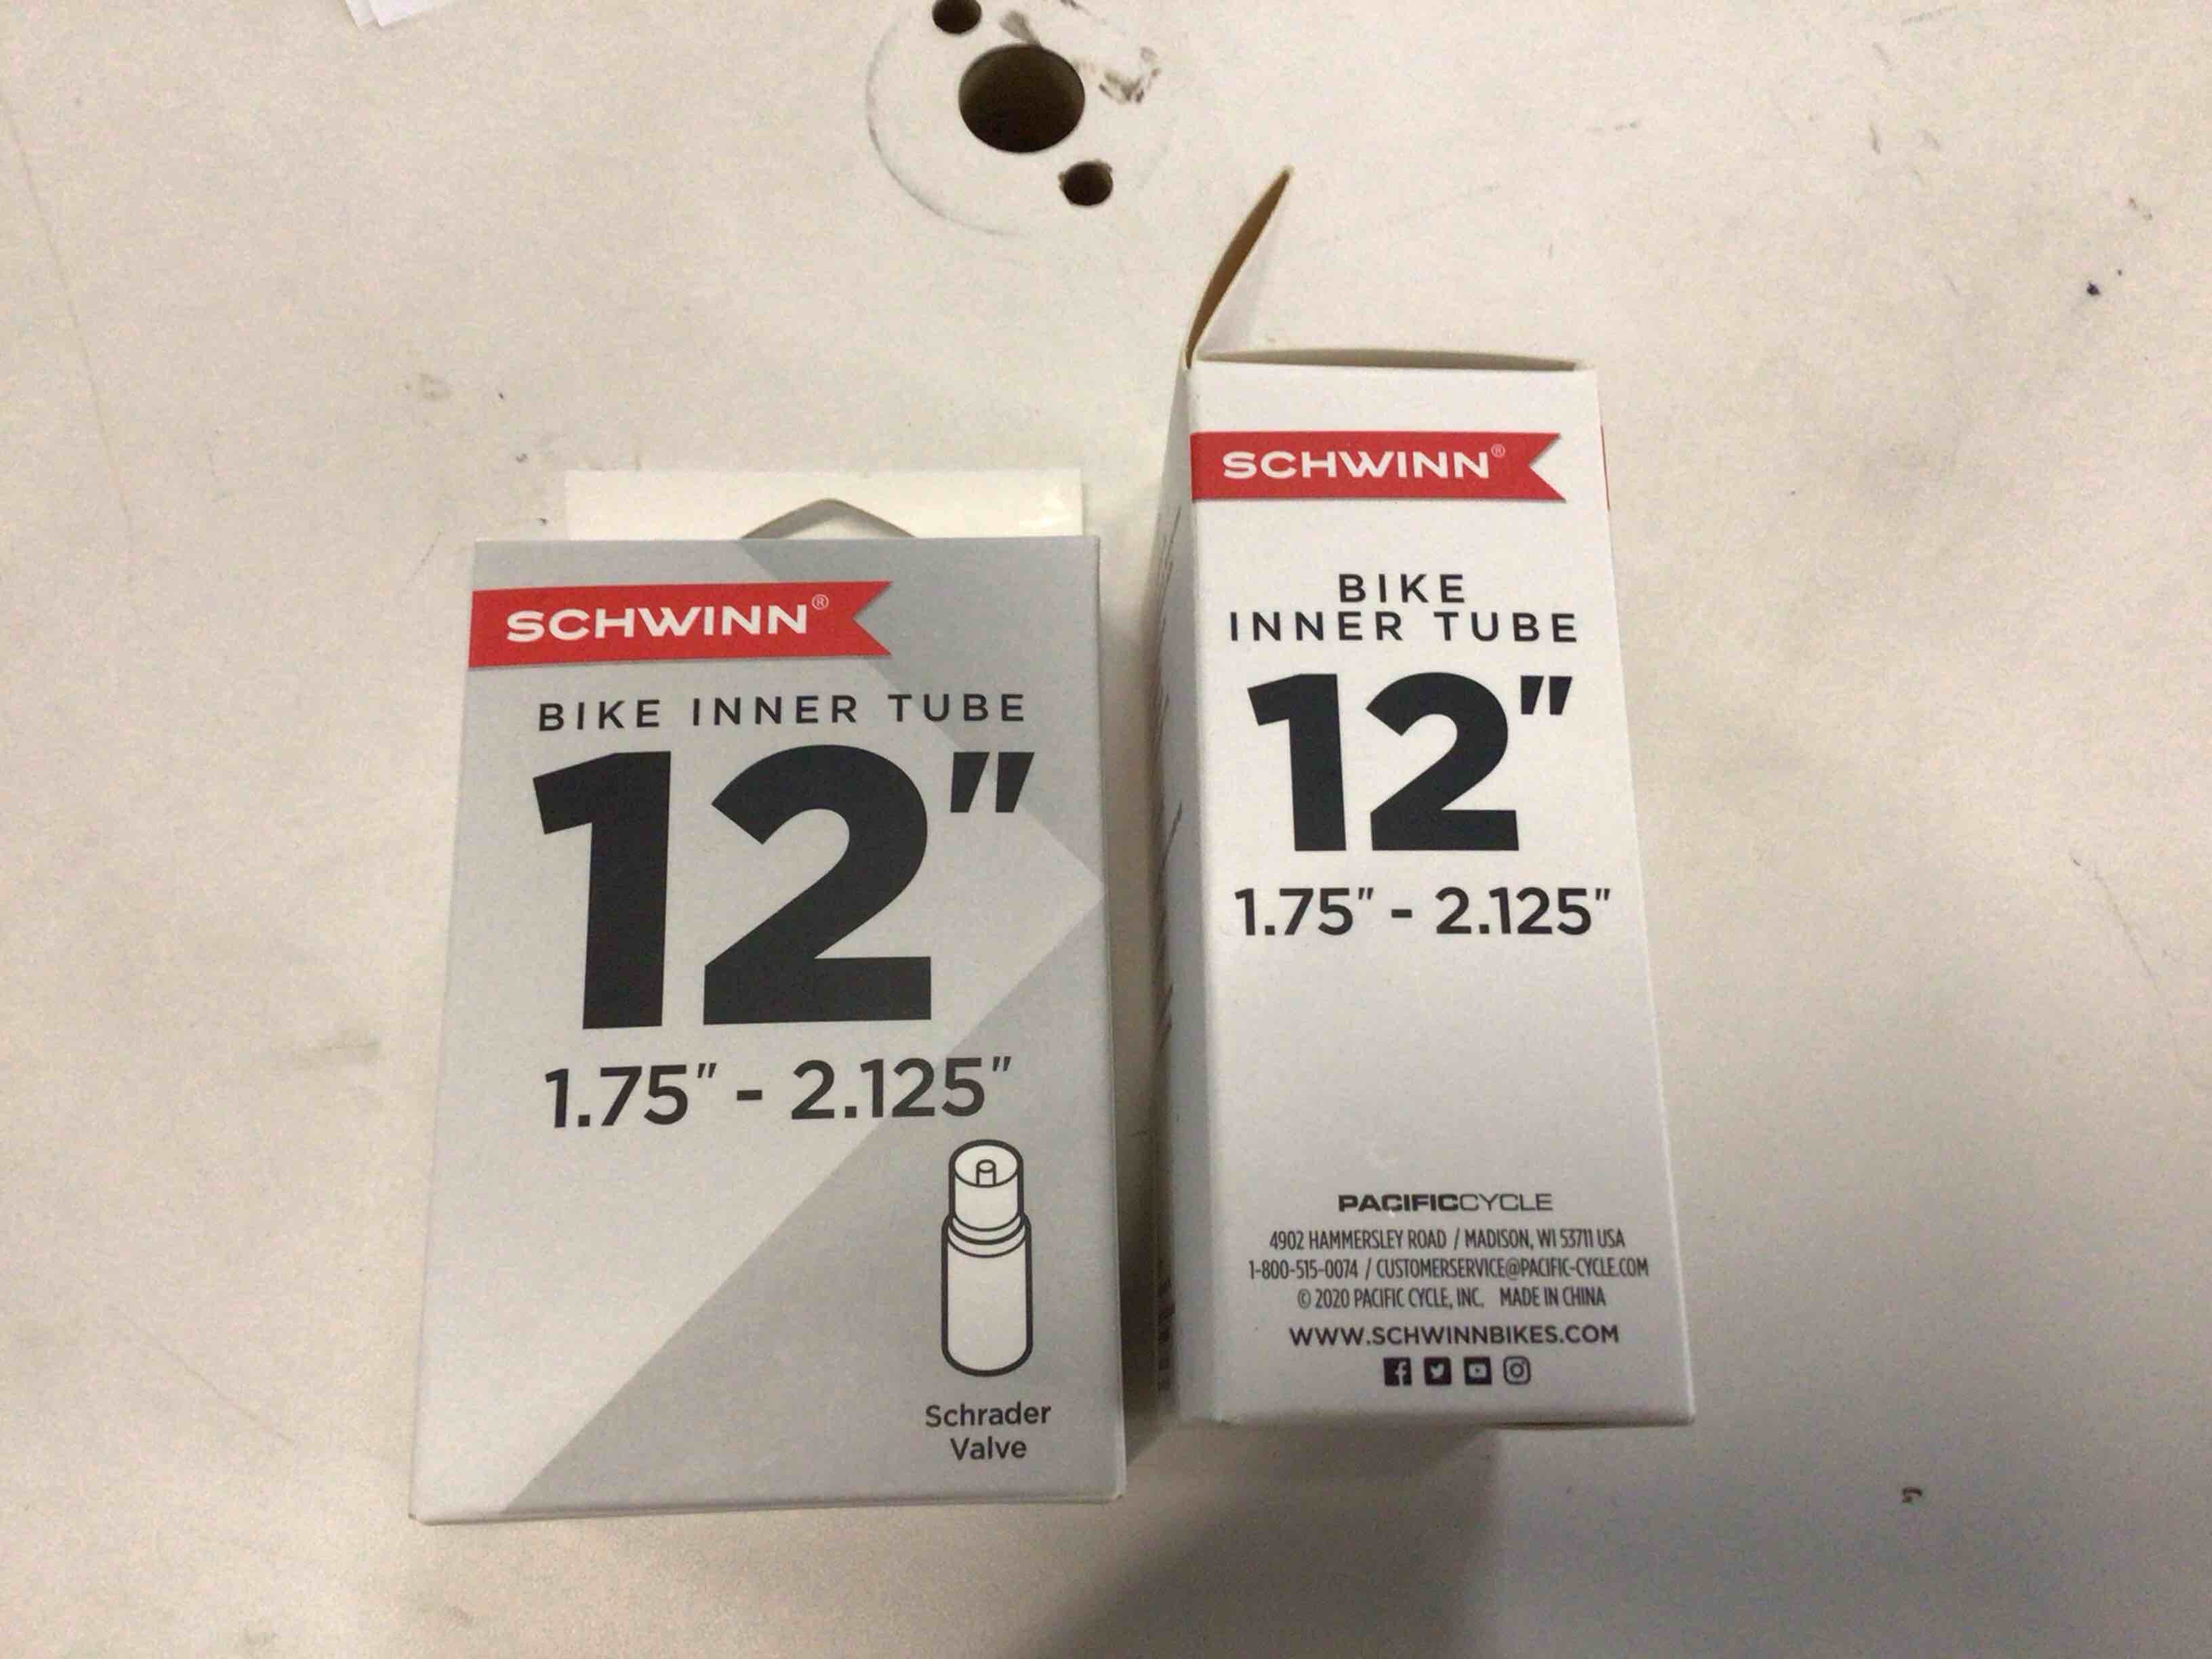 SCHWINN®
BIKE INNER TUBE
12"
1.75" - 2.125"
Schrader
Valve
SCHWINN®
BIKE
INNER TUBE
12"
1.75" - 2.125"
PACIFICCYCLE
4902 HAMMERSLEY ROAD / MADISON, WI 53711 USA
1-800-515-0074 / CUSTOMERSERVICE@PACIFIC-CYCLE.COM
© 2020 PACIFIC CYCLE, INC. MADE IN CHINA
WWW.SCHWINNBIKES.COM